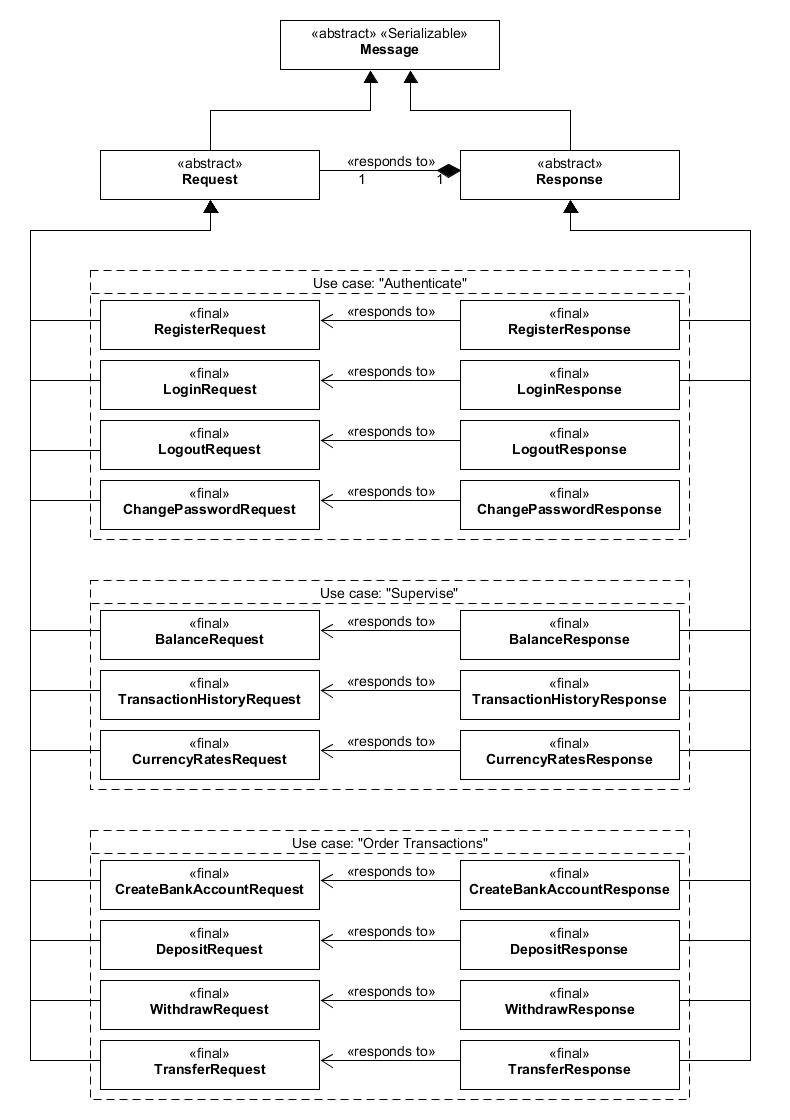 «abstract» «Serializable»
Message
«abstract»
Request
«responds to»
1
1
«abstract»
Response
Use case: "Authenticate"
«final»
RegisterRequest
«responds to»
«final»
RegisterResponse
«final»
LoginRequest
«responds to»
«final»
LoginResponse
«final»
LogoutRequest
«responds to»
«final»
LogoutResponse
«final»
ChangePasswordRequest
«responds to»
«final»
ChangePasswordResponse
Use case: "Supervise"
«final»
BalanceRequest
«responds to»
«final»
BalanceResponse
«final»
TransactionHistoryRequest
«responds to»
«final»
TransactionHistoryResponse
«final»
CurrencyRatesRequest
«responds to»
«final»
CurrencyRatesResponse
Use case: "Order Transactions"
«final»
CreateBankAccountRequest
«responds to»
«final»
CreateBankAccountResponse
«final»
DepositRequest
«responds to»
«final»
DepositResponse
«final»
WithdrawRequest
«responds to»
«final»
WithdrawResponse
«final»
TransferRequest
«responds to»
«final»
TransferResponse